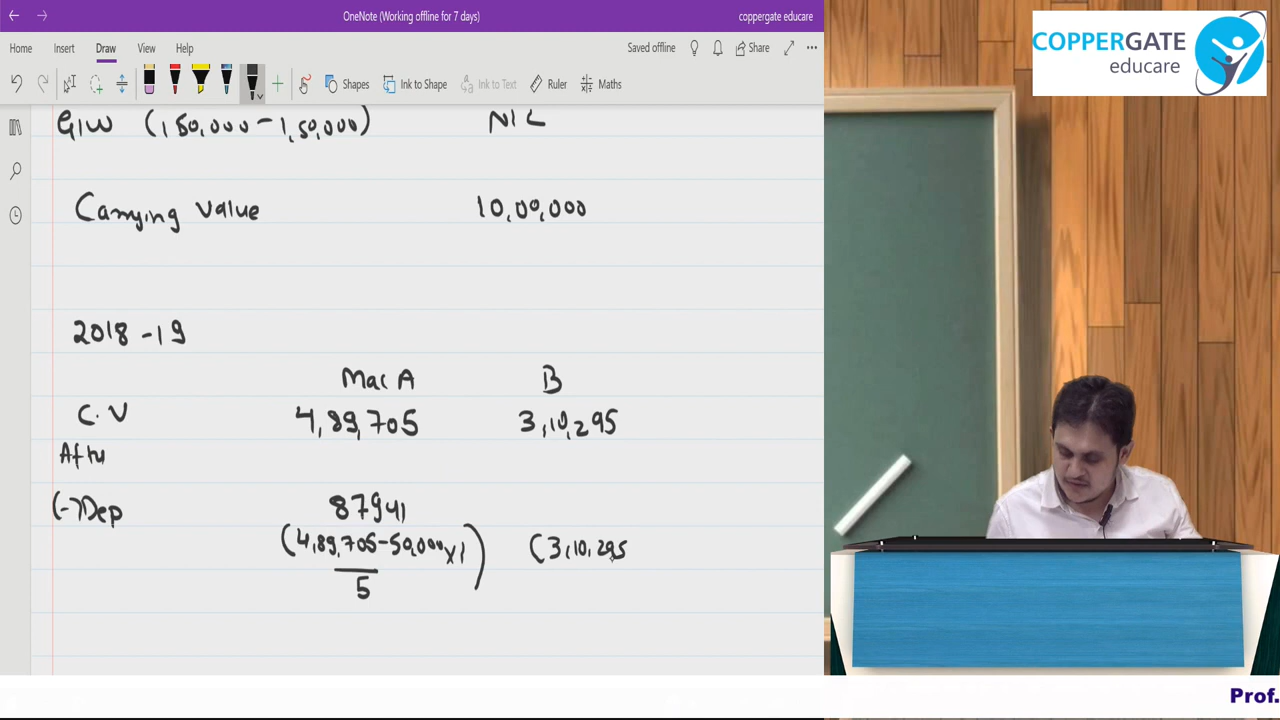 OneNote (Working offline for 7 days)
coppergate educare
Home Insert Draw View Help
Saved offline Share
Shapes Ink to Shape Ink to Text Ruler Maths
COPPERGATE
educare
G/W (1,50,000 - 1,50,000) NIL
Carrying value 10,00,000
2018 - 19
Mac A B
C.V 4,89,705 3,10,295
After
(-) Dep 87941
(4,89,705 - 50,000 x 1) (3,10,295
5
Prof.